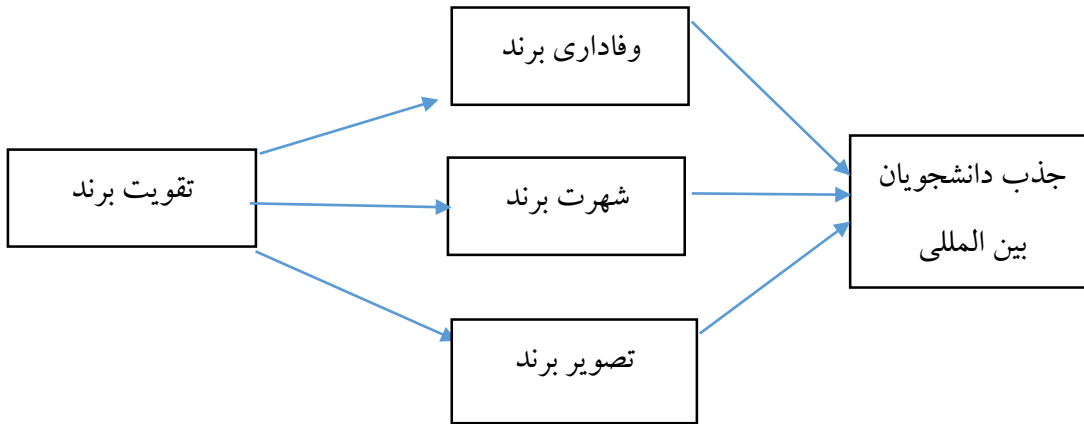 وفاداری برند
تقویت برند
شهرت برند
جذب دانشجویان
بین المللی
تصویر برند